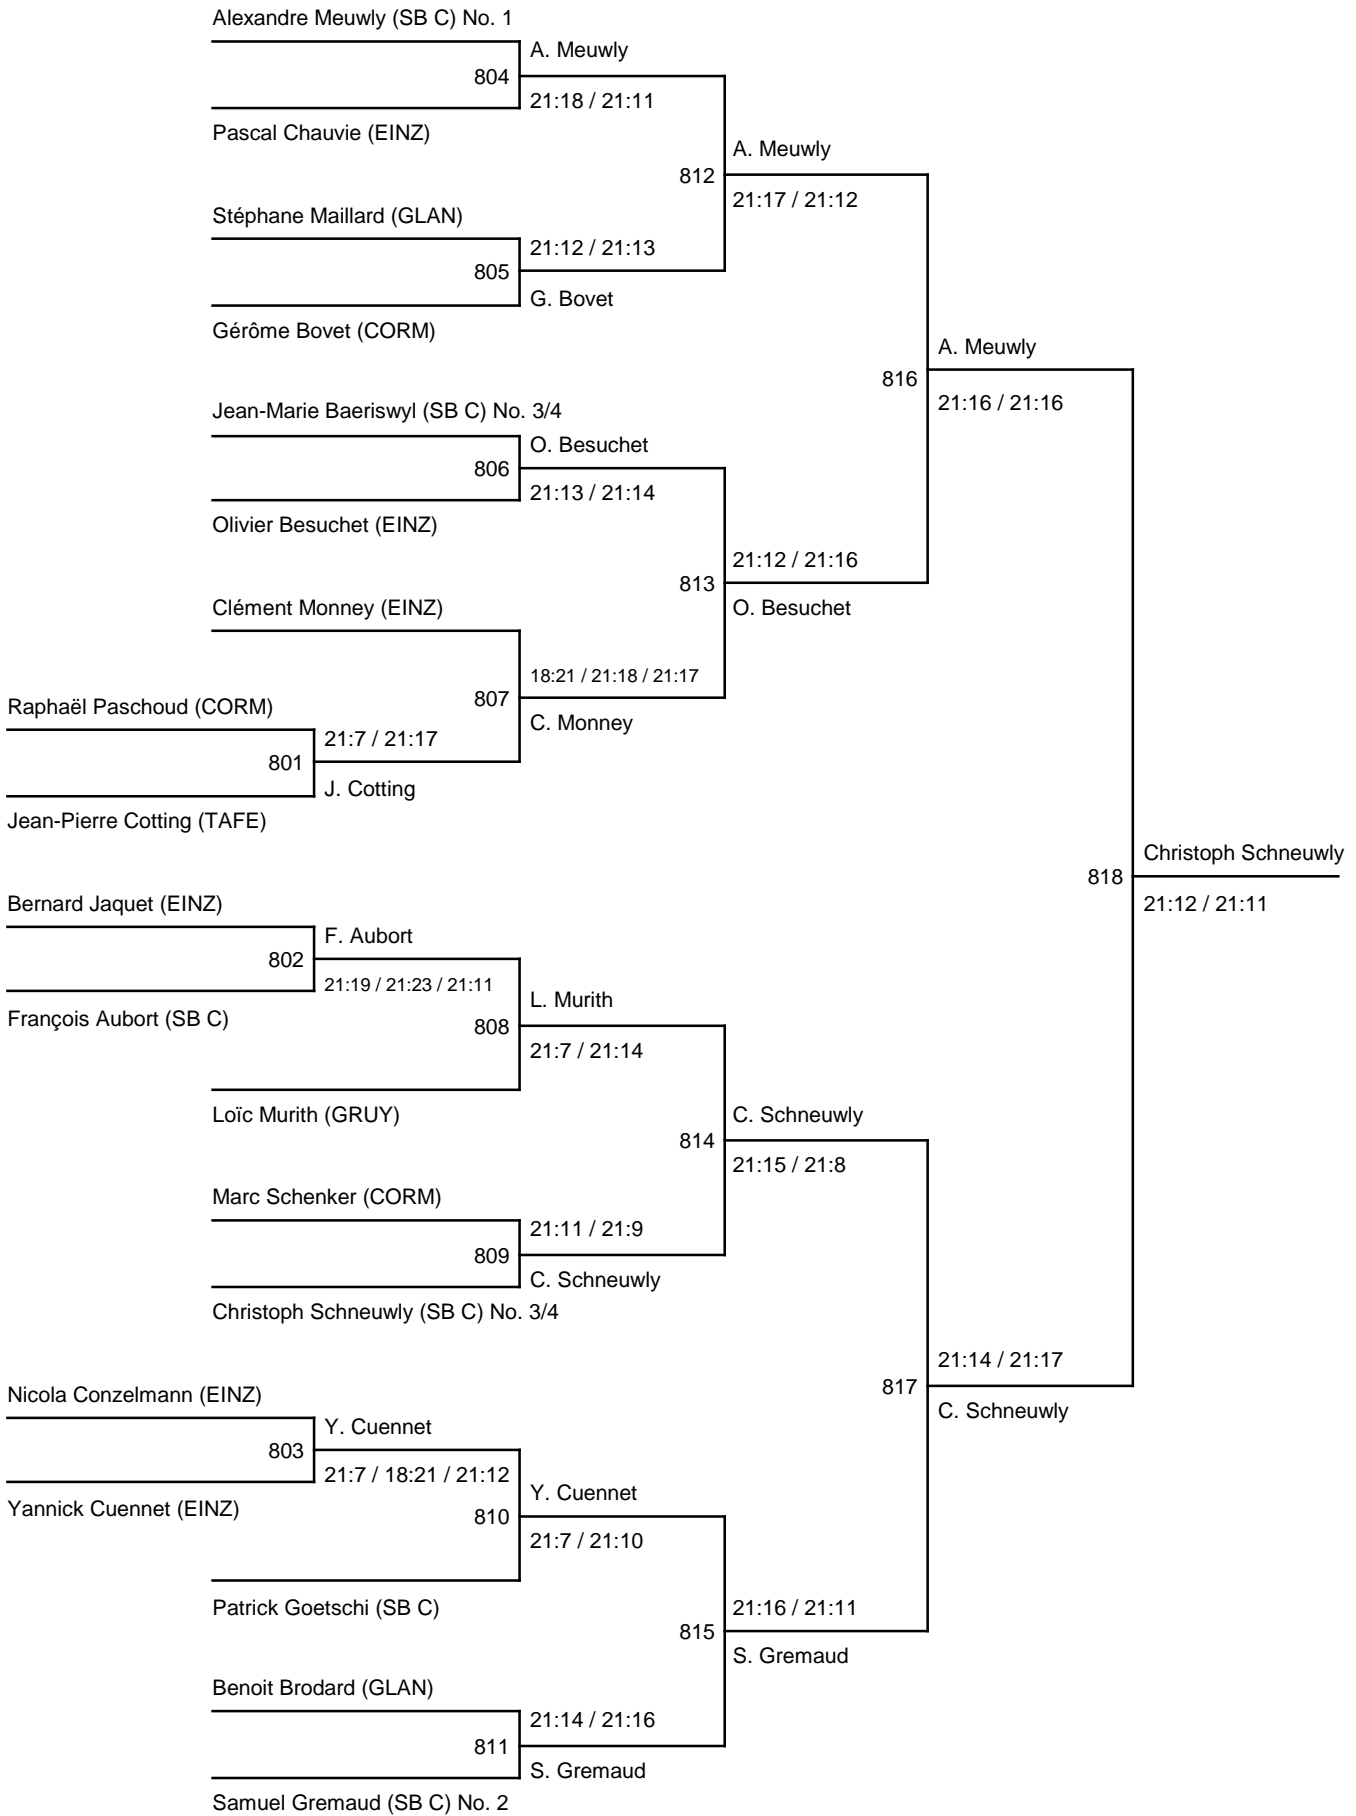 Alexandre Meuwly (SB C) No. 1
A. Meuwly
804
21:18 / 21:11
Pascal Chauvie (EINZ)
A. Meuwly
812
21:17 / 21:12
Stéphane Maillard (GLAN)
21:12 / 21:13
805
G. Bovet
Gérôme Bovet (CORM)
A. Meuwly
816
21:16 / 21:16
Jean-Marie Baeriswyl (SB C) No. 3/4
O. Besuchet
806
21:13 / 21:14
Olivier Besuchet (EINZ)
21:12 / 21:16
813
O. Besuchet
Clément Monney (EINZ)
18:21 / 21:18 / 21:17
807
C. Monney
Raphaël Paschoud (CORM)
21:7 / 21:17
801
J. Cotting
Jean-Pierre Cotting (TAFE)
Christoph Schneuwly
818
21:12 / 21:11
Bernard Jaquet (EINZ)
F. Aubort
802
21:19 / 21:23 / 21:11
François Aubort (SB C)
L. Murith
808
21:7 / 21:14
Loïc Murith (GRUY)
C. Schneuwly
814
21:15 / 21:8
Marc Schenker (CORM)
21:11 / 21:9
809
C. Schneuwly
Christoph Schneuwly (SB C) No. 3/4
21:14 / 21:17
817
C. Schneuwly
Nicola Conzelmann (EINZ)
Y. Cuennet
803
21:7 / 18:21 / 21:12
Yannick Cuennet (EINZ)
Y. Cuennet
810
21:7 / 21:10
Patrick Goetschi (SB C)
21:16 / 21:11
815
S. Gremaud
Benoit Brodard (GLAN)
21:14 / 21:16
811
S. Gremaud
Samuel Gremaud (SB C) No. 2